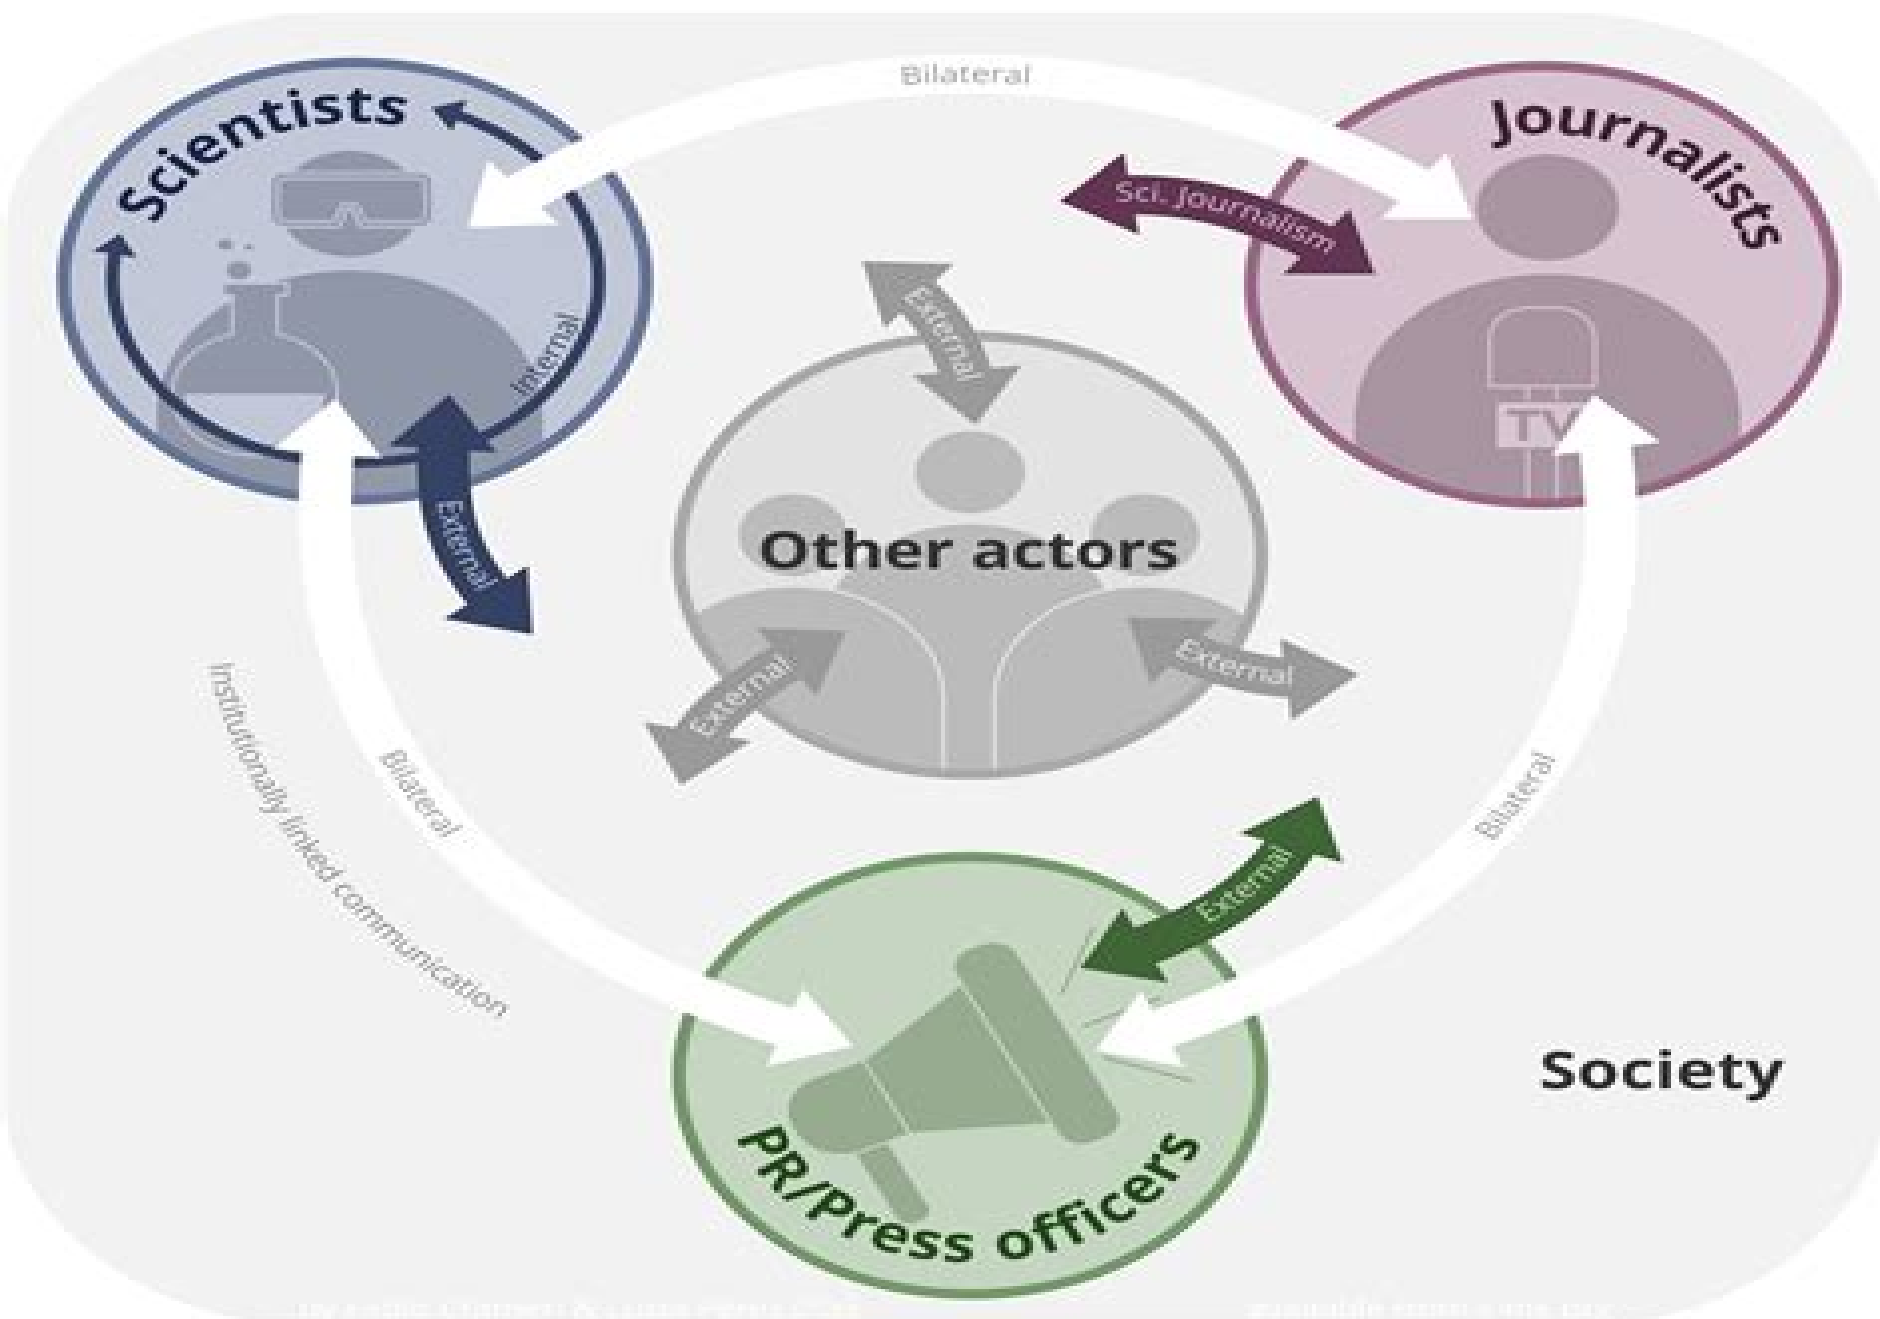 Bilateral
Scientists
Journalists
Sci. Journalism
External
Internal
TV
External
Other actors
External
External
Institutionally linked communication
Bilateral
Bilateral
External
Society
PR/Press officers